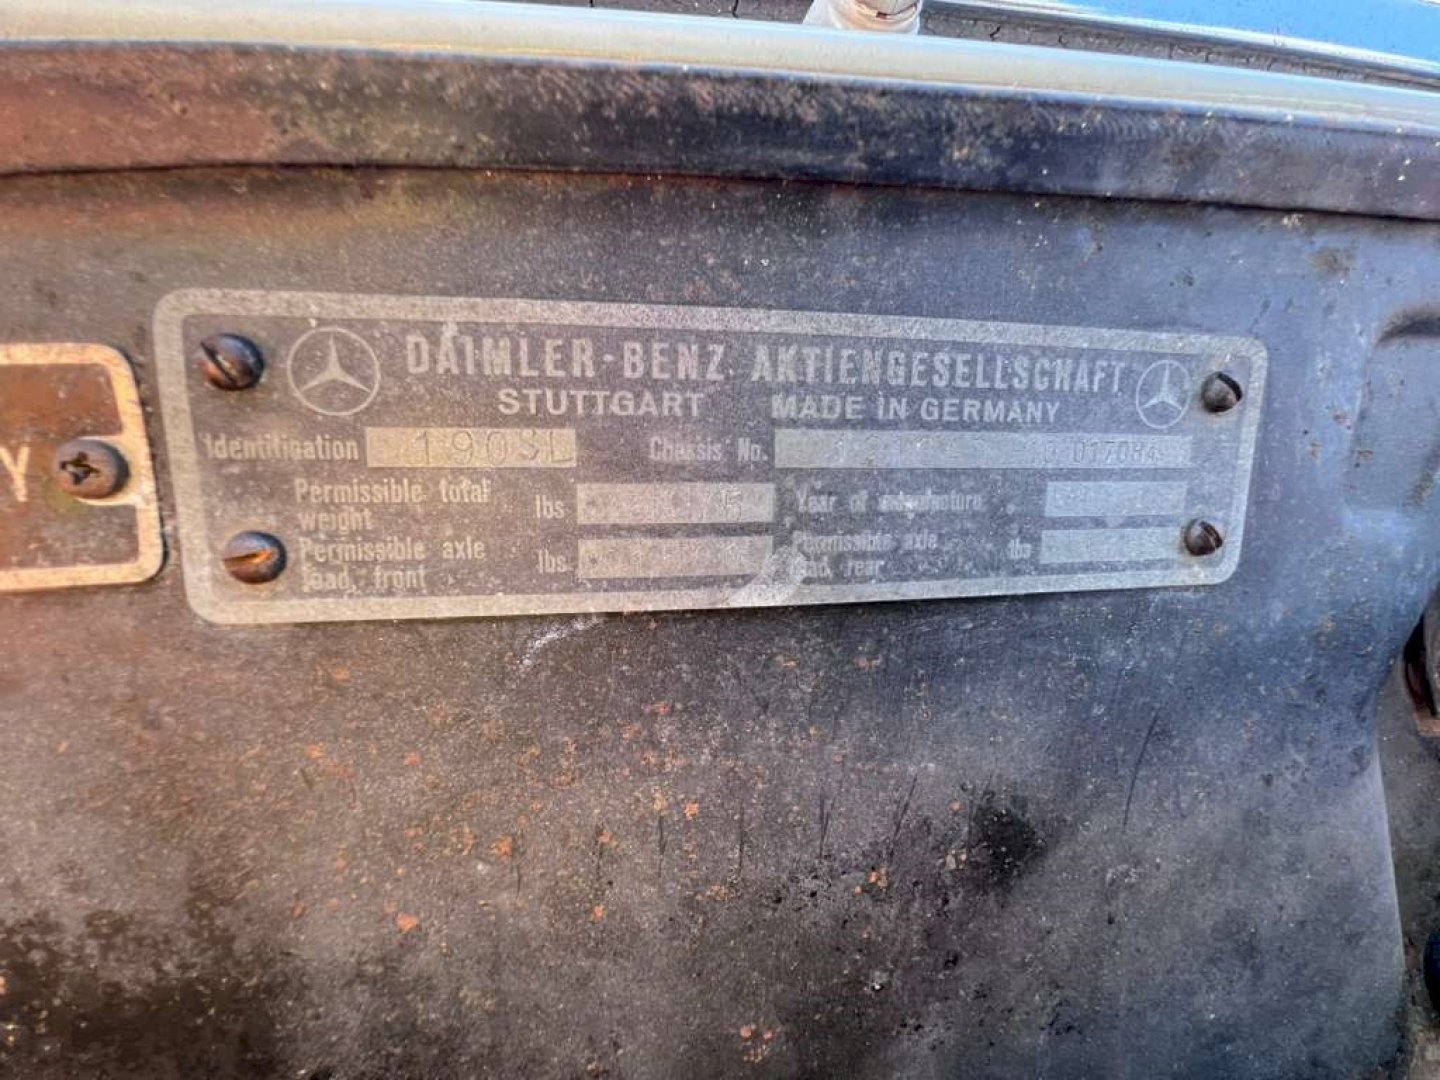 DAIMLER-BENZ AKTIENGESELLSCHAFT
STUTTGART MADE IN GERMANY
Identification 190SL Chassis No.
Y
Permissible total weight lbs Year of manufacture
Permissible axle load, front lbs Permissible axle load, rear lbs